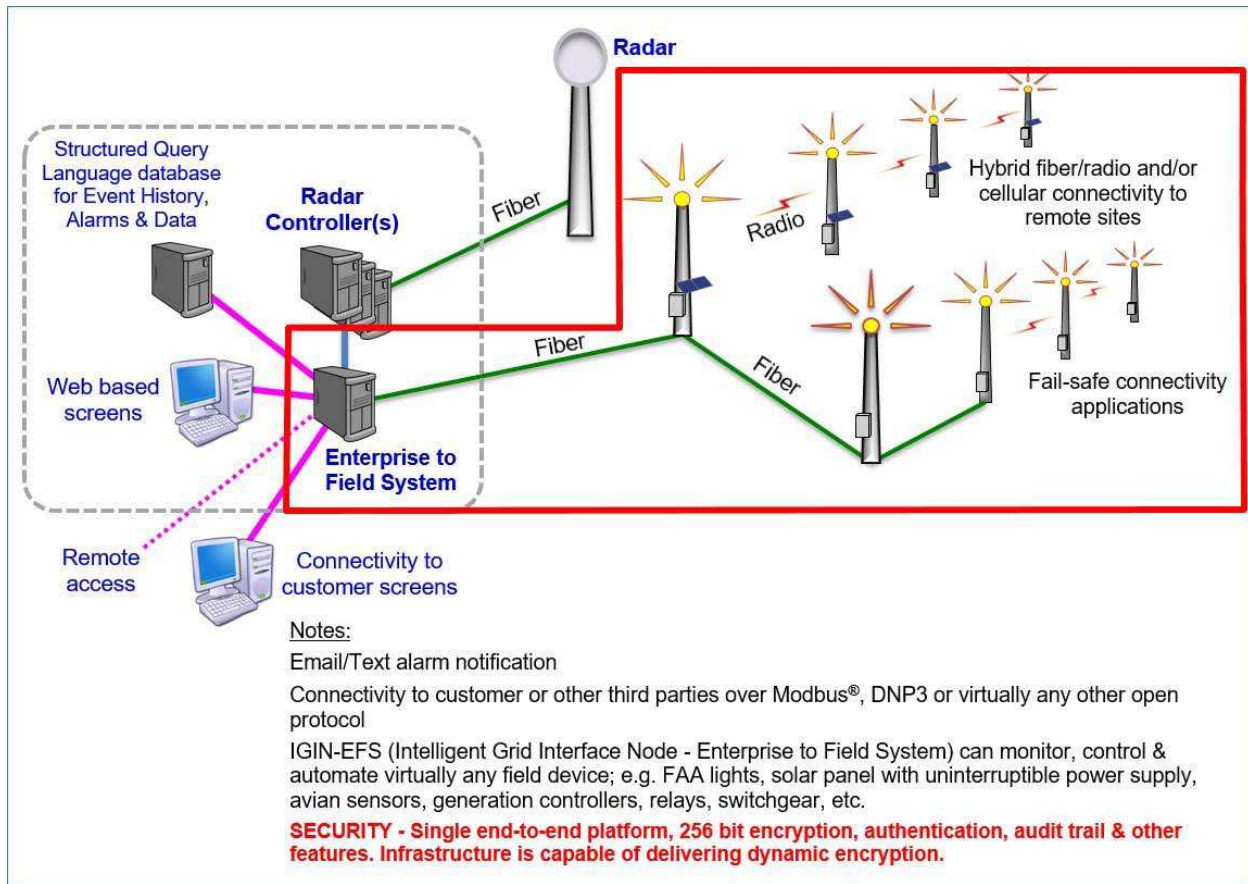 Radar
Structured Query
Language database
for Event History,
Alarms & Data
Radar
Controller(s)
Fiber
Radio
Hybrid fiber/radio and/or
cellular connectivity to
remote sites
Fiber
Fiber
Web based
screens
Fail-safe connectivity
applications
Enterprise to
Field System
Remote
access
Connectivity to
customer screens
Notes:
Email/Text alarm notification
Connectivity to customer or other third parties over Modbus®, DNP3 or virtually any other open
protocol
IGIN-EFS (Intelligent Grid Interface Node - Enterprise to Field System) can monitor, control &
automate virtually any field device; e.g. FAA lights, solar panel with uninterruptible power supply,
avian sensors, generation controllers, relays, switchgear, etc.
SECURITY - Single end-to-end platform, 256 bit encryption, authentication, audit trail & other
features. Infrastructure is capable of delivering dynamic encryption.